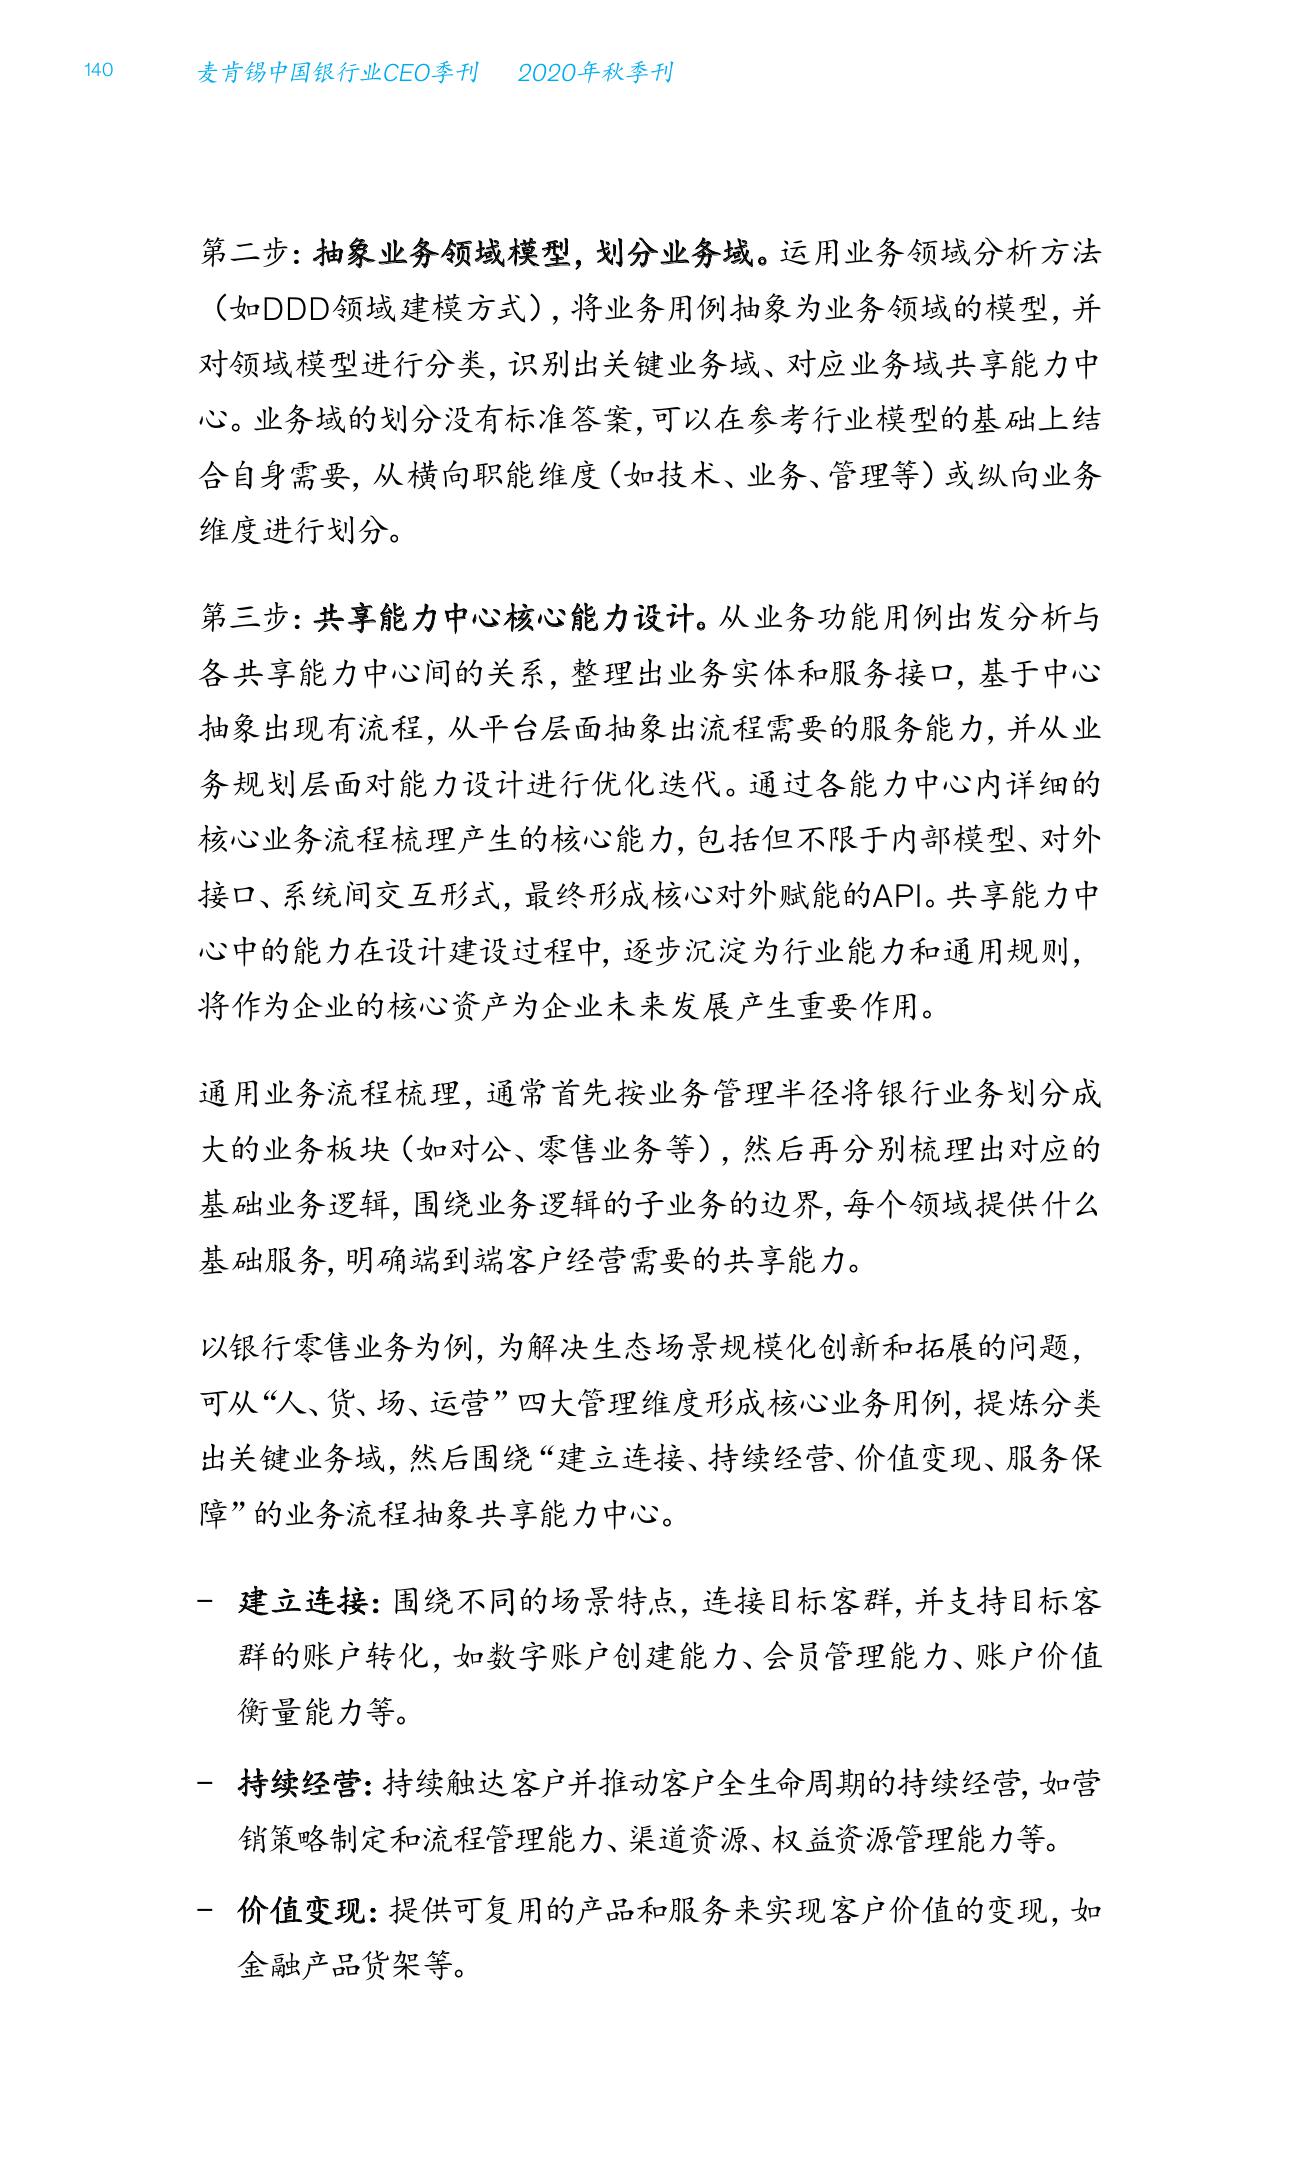 140 麦肯锡中国银行业CEO季刊 2020年秋季刊
第二步：抽象业务领域模型，划分业务域。运用业务领域分析方法
（如DDD领域建模方式），将业务用例抽象为业务领域的模型，并
对领域模型进行分类，识别出关键业务域、对应业务域共享能力中
心。业务域的划分没有标准答案，可以在参考行业模型的基础上结
合自身需要，从横向职能维度（如技术、业务、管理等）或纵向业务
维度进行划分。
第三步：共享能力中心核心能力设计。从业务功能用例出发分析与
各共享能力中心间的关系，整理出业务实体和服务接口，基于中心
抽象出现有流程，从平台层面抽象出流程需要的服务能力，并从业
务规划层面对能力设计进行优化迭代。通过各能力中心内详细的
核心业务流程梳理产生的核心能力，包括但不限于内部模型、对外
接口、系统间交互形式，最终形成核心对外赋能的API。共享能力中
心中的能力在设计建设过程中，逐步沉淀为行业能力和通用规则，
将作为企业的核心资产为企业未来发展产生重要作用。
通用业务流程梳理，通常首先按业务管理半径将银行业务划分成
大的业务板块（如对公、零售业务等），然后再分别梳理出对应的
基础业务逻辑，围绕业务逻辑的子业务的边界，每个领域提供什么
基础服务，明确端到端客户经营需要的共享能力。
以银行零售业务为例，为解决生态场景规模化创新和拓展的问题，
可从“人、货、场、运营”四大管理维度形成核心业务用例，提炼分类
出关键业务域，然后围绕“建立连接、持续经营、价值变现、服务保
障”的业务流程抽象共享能力中心。
– 建立连接：围绕不同的场景特点，连接目标客群，并支持目标客
群的账户转化，如数字账户创建能力、会员管理能力、账户价值
衡量能力等。
– 持续经营：持续触达客户并推动客户全生命周期的持续经营，如营
销策略制定和流程管理能力、渠道资源、权益资源管理能力等。
– 价值变现：提供可复用的产品和服务来实现客户价值的变现，如
金融产品货架等。